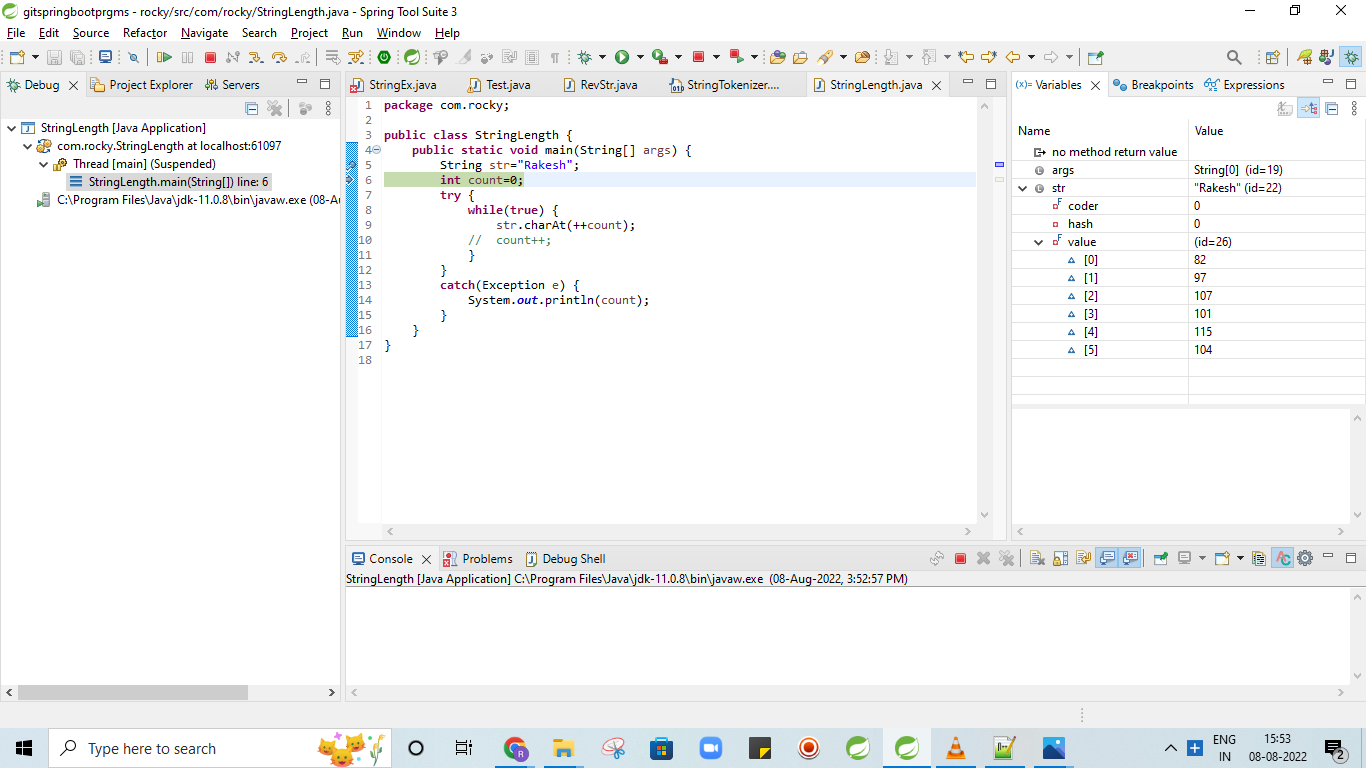 gitspringbootprgms - rocky/src/com/rocky/StringLength.java - Spring Tool Suite 3
File Edit Source Refactor Navigate Search Project Run Window Help
Debug Project Explorer Servers
StringLength [Java Application]
com.rocky.StringLength at localhost:61097
Thread [main] (Suspended)
StringLength.main(String[]) line: 6
C:\Program Files\Java\jdk-11.0.8\bin\javaw.exe (08-Au
StringEx.java Test.java RevStr.java StringTokenizer.... StringLength.java
1 package com.rocky;
2
3 public class StringLength {
4 public static void main(String[] args) {
5 String str="Rakesh";
6 int count=0;
7 try {
8 while(true) {
9 str.charAt(++count);
10 // count++;
11 }
12 }
13 catch(Exception e) {
14 System.out.println(count);
15 }
16 }
17 }
18
(x)= Variables Breakpoints Expressions
Name Value
no method return value
args String[0] (id=19)
str "Rakesh" (id=22)
coder 0
hash 0
value (id=26)
[0] 82
[1] 97
[2] 107
[3] 101
[4] 115
[5] 104
Console Problems Debug Shell
StringLength [Java Application] C:\Program Files\Java\jdk-11.0.8\bin\javaw.exe (08-Aug-2022, 3:52:57 PM)
Type here to search
ENG
IN
15:53
08-08-2022
2